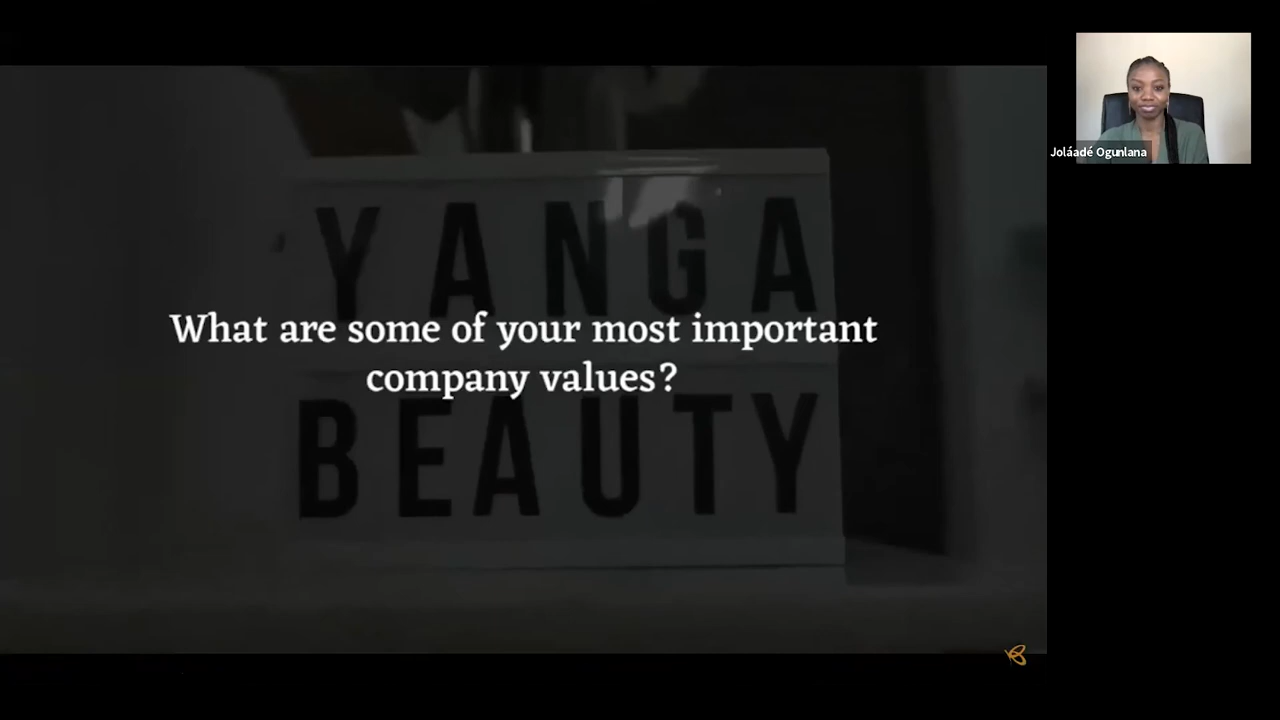 YANGA
What are some of your most important
company values?
BEAUTY
Joláadé Ogunlana